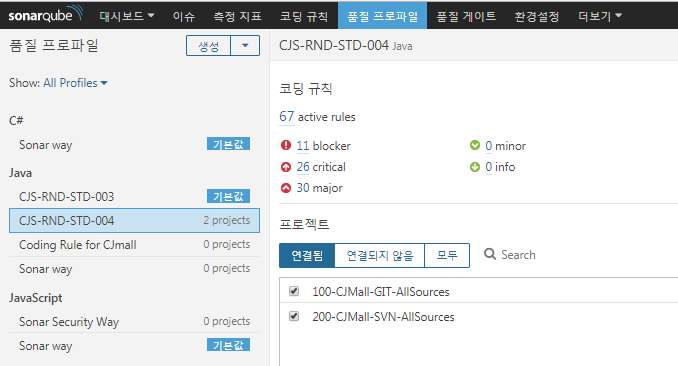 sonarqube 대시보드 이슈 측정 지표 코딩 규칙 품질 프로파일 품질 게이트 환경설정 더보기
품질 프로파일 생성
Show: All Profiles
C#
Sonar way 기본값
Java
CJS-RND-STD-003 기본값
CJS-RND-STD-004 2 projects
Coding Rule for CJmall 0 projects
Sonar way 0 projects
JavaScript
Sonar Security Way 0 projects
Sonar way 기본값
CJS-RND-STD-004 Java
코딩 규칙
67 active rules
11 blocker 0 minor
26 critical 0 info
30 major
프로젝트
연결됨 연결되지 않음 모두 Search
100-CJMall-GIT-AllSources
200-CJMall-SVN-AllSources